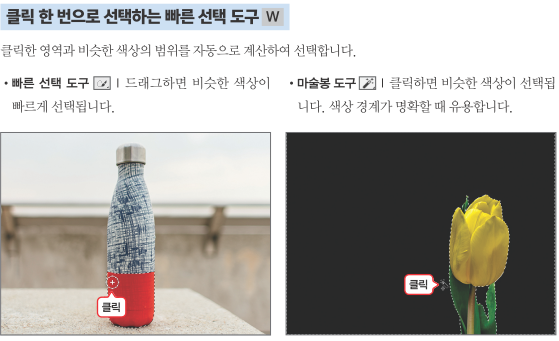 클릭 한 번으로 선택하는 빠른 선택 도구 W
클릭한 영역과 비슷한 색상의 범위를 자동으로 계산하여 선택합니다.
• 빠른 선택 도구 | 드래그하면 비슷한 색상이
빠르게 선택됩니다.
• 마술봉 도구 | 클릭하면 비슷한 색상이 선택됩
니다. 색상 경계가 명확할 때 유용합니다.
클릭
클릭